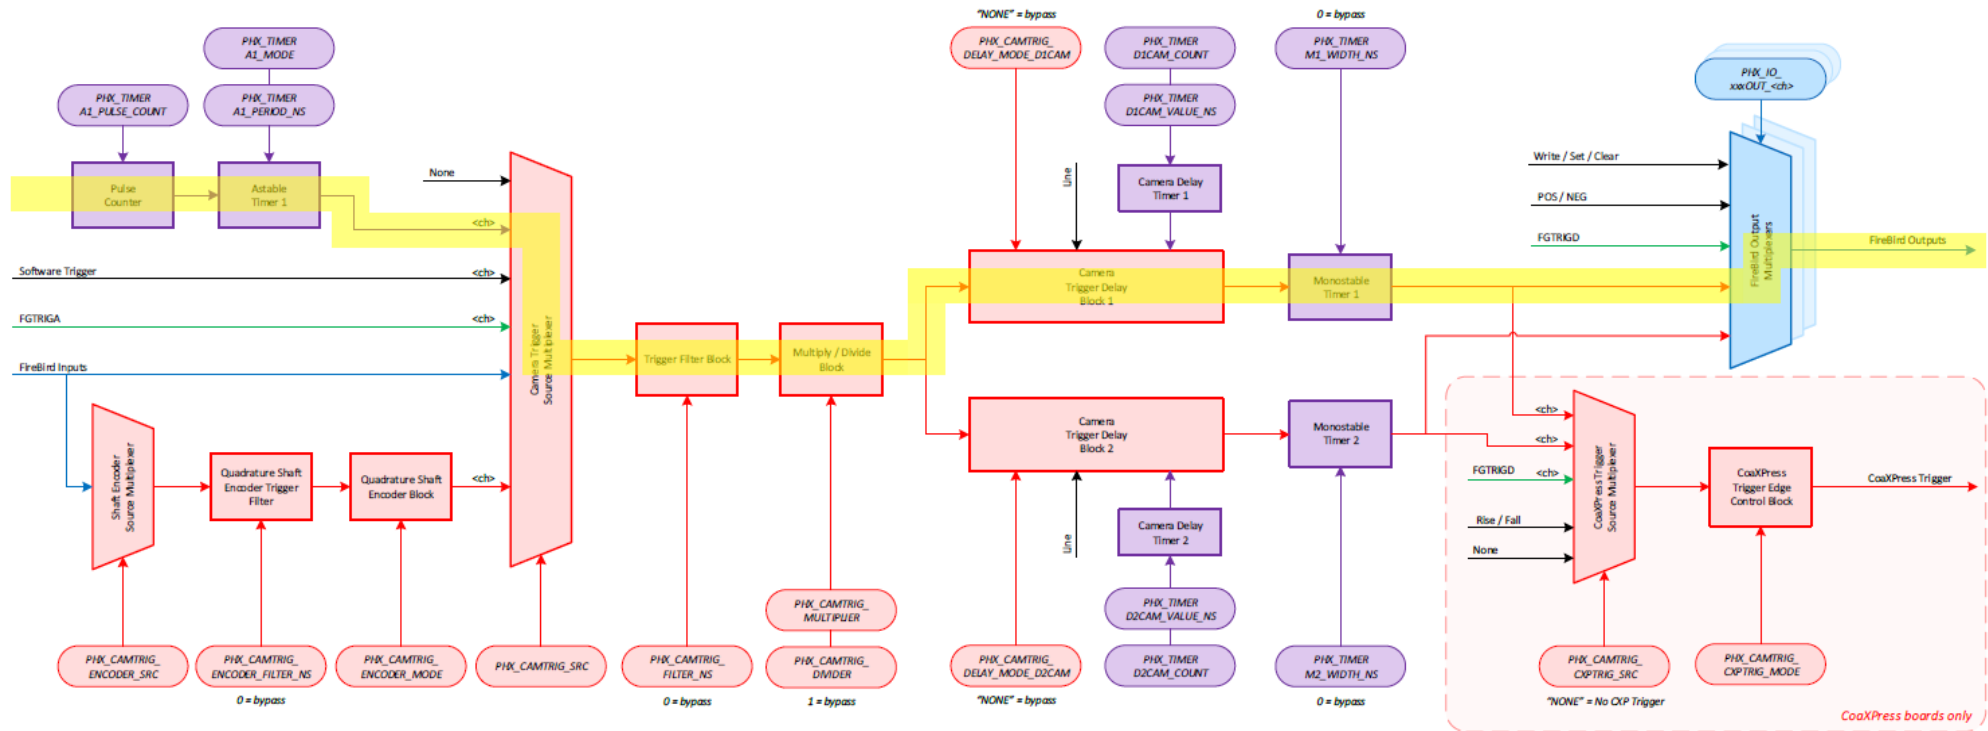 "NONE" = bypass
0 = bypass
PHX_TIMER
A1_MODE
PHX_CAMTRIG_
DELAY_MODE_D1CAM
PHX_TIMER
D1CAM_COUNT
PHX_TIMER
M1_WIDTH_NS
PHX_IO_
xxxOUT_<ch>
PHX_TIMER
A1_PULSE_COUNT
PHX_TIMER
A1_PERIOD_NS
PHX_TIMER
D1CAM_VALUE_NS
Pulse
Counter
Astable
Timer 1
None
<ch>
Line
Camera Delay
Timer 1
Write / Set / Clear
POS / NEG
FGTRIGD
FireBird Output
Multiplexers
FireBird Outputs
Software Trigger
<ch>
FGTRIGA
<ch>
FireBird Inputs
Camera Trigger
Source Multiplexer
Camera
Trigger Delay
Block 1
Monostable
Timer 1
Trigger Filter Block
Multiply / Divide
Block
Shaft Encoder
Source Multiplexer
Quadrature Shaft
Encoder Trigger
Filter
Quadrature Shaft
Encoder Block
<ch>
Camera
Trigger Delay
Block 2
Monostable
Timer 2
Line
Camera Delay
Timer 2
<ch>
<ch>
FGTRIGD
<ch>
Rise / Fall
None
CoaXPress Trigger
Source Multiplexer
CoaXPress
Trigger Edge
Control Block
CoaXPress Trigger
PHX_CAMTRIG_
MULTIPLIER
PHX_TIMER
D2CAM_VALUE_NS
PHX_CAMTRIG_
ENCODER_SRC
PHX_CAMTRIG_
ENCODER_FILTER_NS
PHX_CAMTRIG_
ENCODER_MODE
PHX_CAMTRIG_SRC
PHX_CAMTRIG_
FILTER_NS
PHX_CAMTRIG_
DIVIDER
PHX_CAMTRIG_
DELAY_MODE_D2CAM
PHX_TIMER
D2CAM_COUNT
PHX_TIMER
M2_WIDTH_NS
PHX_CAMTRIG_
CXPTRIG_SRC
PHX_CAMTRIG_
CXPTRIG_MODE
0 = bypass
0 = bypass
1 = bypass
"NONE" = bypass
0 = bypass
"NONE" = No CXP Trigger
CoaXPress boards only